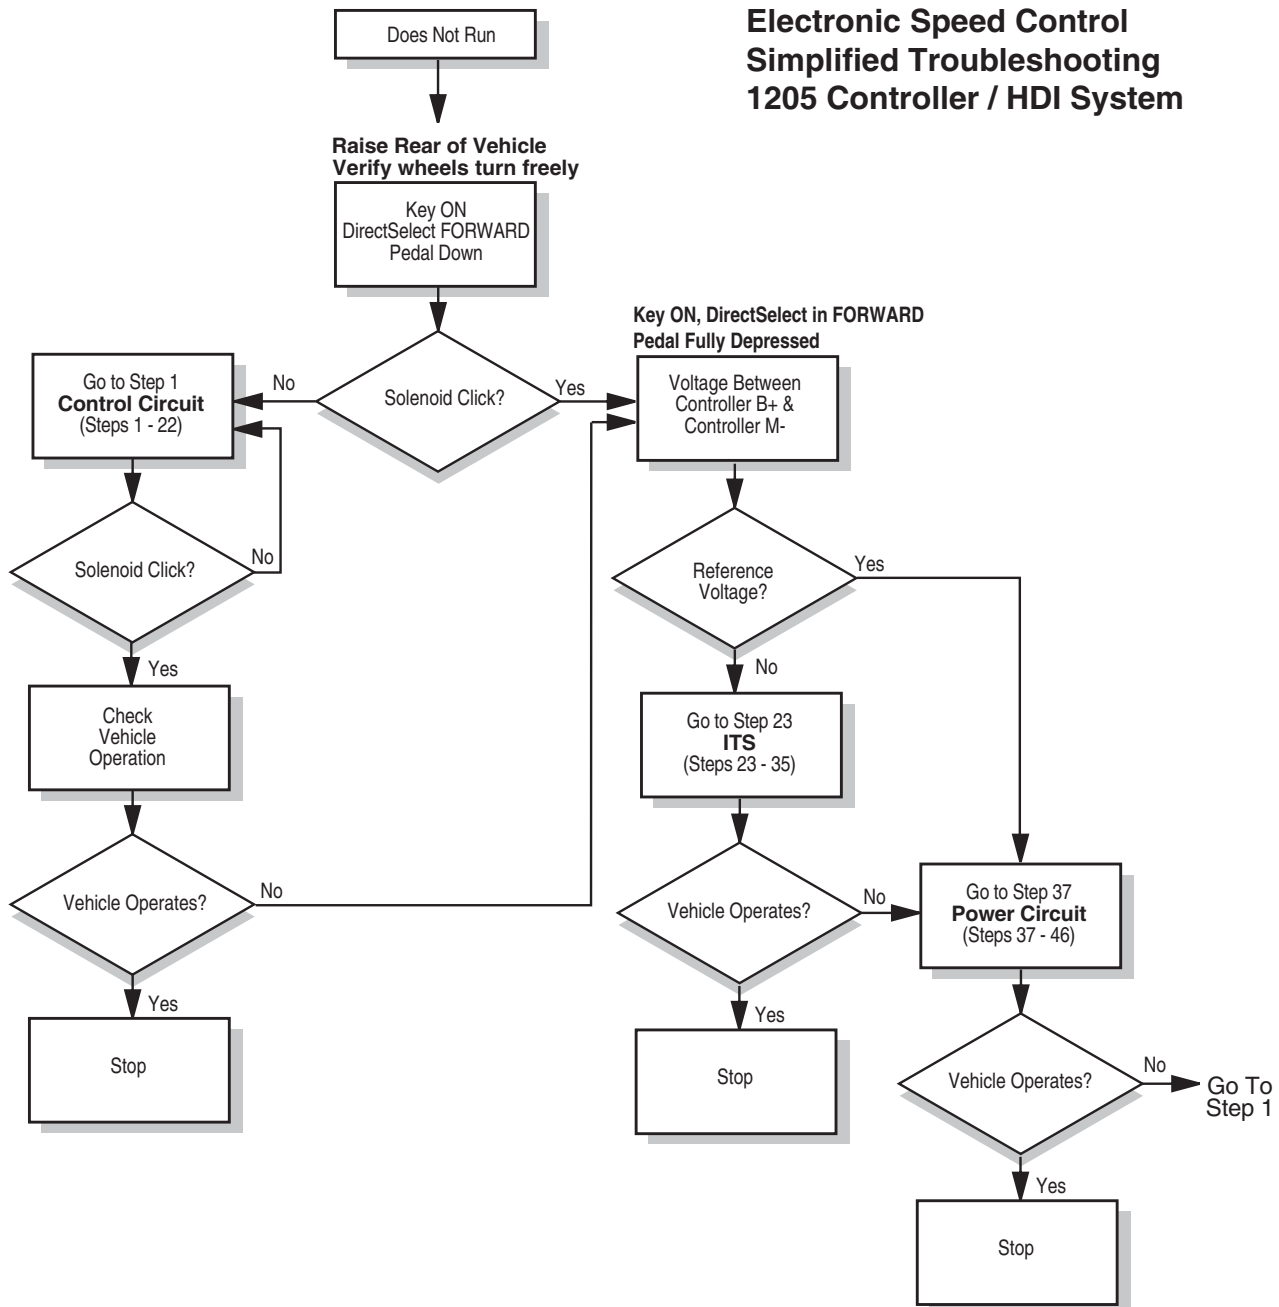 Electronic Speed Control
Simplified Troubleshooting
1205 Controller / HDI System
Does Not Run
Raise Rear of Vehicle
Verify wheels turn freely
Key ON
DirectSelect FORWARD
Pedal Down
Solenoid Click?
No
Yes
Go to Step 1
Control Circuit
(Steps 1 - 22)
Solenoid Click?
No
Yes
Check
Vehicle
Operation
Vehicle Operates?
No
Yes
Stop
Key ON, DirectSelect in FORWARD
Pedal Fully Depressed
Voltage Between
Controller B+ &
Controller M-
Reference
Voltage?
Yes
No
Go to Step 23
ITS
(Steps 23 - 35)
Vehicle Operates?
No
Yes
Stop
Go to Step 37
Power Circuit
(Steps 37 - 46)
Vehicle Operates?
No
Go To
Step 1
Yes
Stop